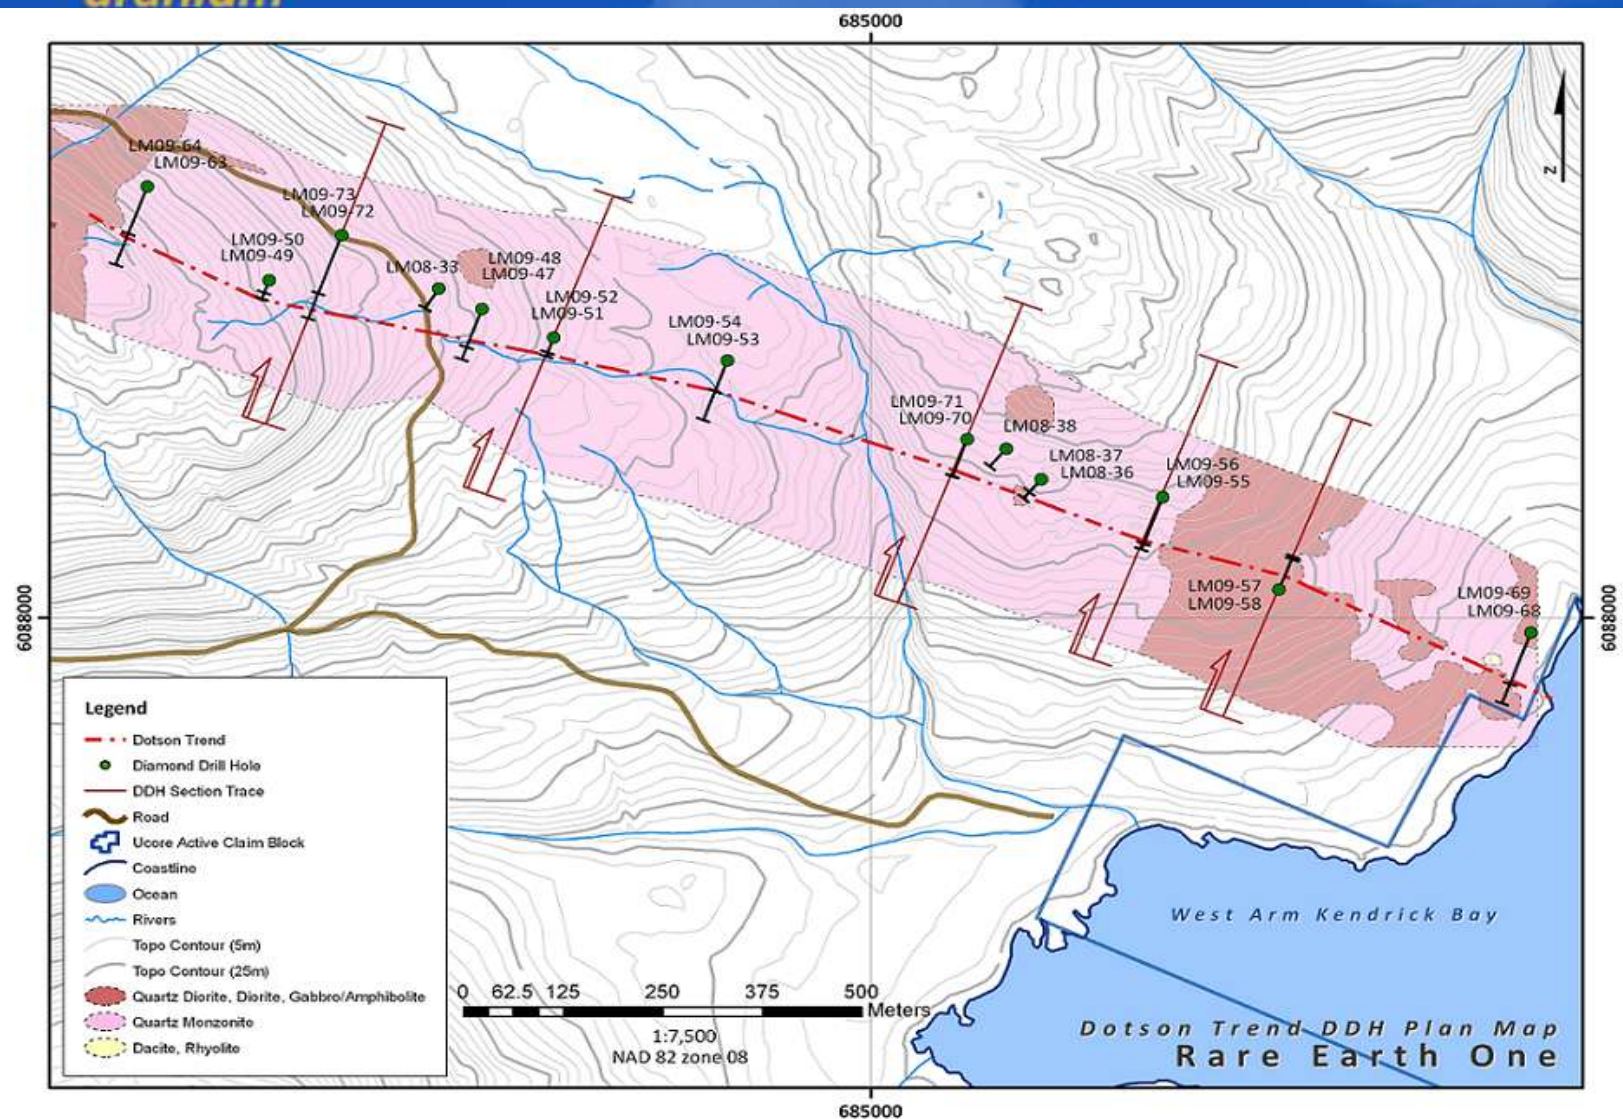 uranium
685000
LM09-64
LM09-63
LM09-73
LM09-72
LM09-50
LM09-49
LM08-33
LM09-48
LM09-47
LM09-52
LM09-51
LM09-54
LM09-53
LM09-71
LM09-70
LM08-38
LM08-37
LM08-36
LM09-56
LM09-55
LM09-57
LM09-58
LM09-69
LM09-68
N
6088000
6088000
Legend
Dotson Trend
Diamond Drill Hole
DDH Section Trace
Road
Ucore Active Claim Block
Coastline
Ocean
Rivers
Topo Contour (5m)
Topo Contour (25m)
Quartz Diorite, Diorite, Gabbro/Amphibolite
Quartz Monzonite
Dacite, Rhyolite
0 62.5 125 250 375 500
Meters
1:7,500
NAD 82 zone 08
West Arm Kendrick Bay
Dotson Trend DDH Plan Map
Rare Earth One
685000